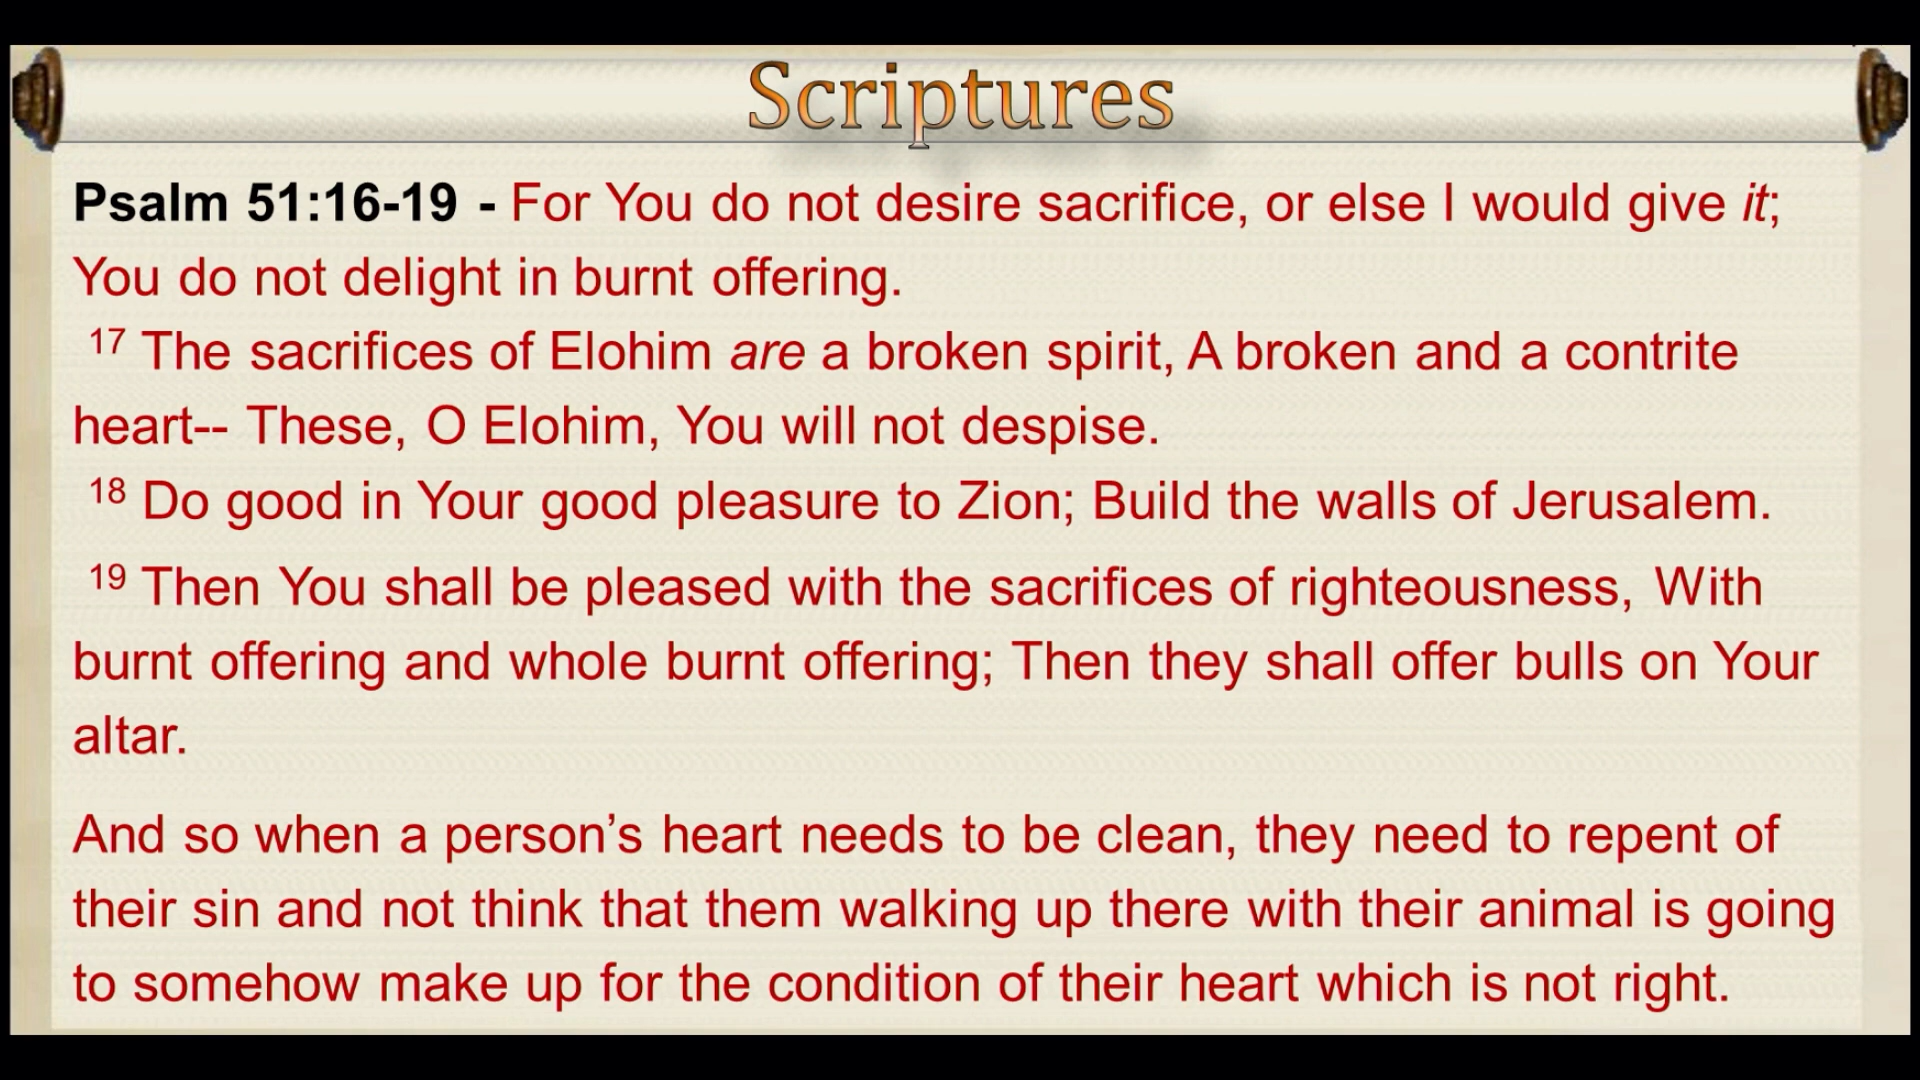 Scriptures
Psalm 51:16-19 - For You do not desire sacrifice, or else I would give it;
You do not delight in burnt offering.
17 The sacrifices of Elohim are a broken spirit, A broken and a contrite
heart-- These, O Elohim, You will not despise.
18 Do good in Your good pleasure to Zion; Build the walls of Jerusalem.
19 Then You shall be pleased with the sacrifices of righteousness, With
burnt offering and whole burnt offering; Then they shall offer bulls on Your
altar.
And so when a person’s heart needs to be clean, they need to repent of
their sin and not think that them walking up there with their animal is going
to somehow make up for the condition of their heart which is not right.